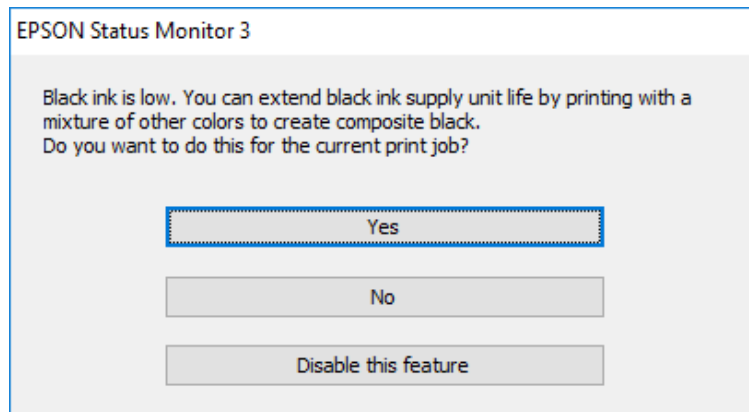 EPSON Status Monitor 3
Black ink is low. You can extend black ink supply unit life by printing with a
mixture of other colors to create composite black.
Do you want to do this for the current print job?
Yes
No
Disable this feature